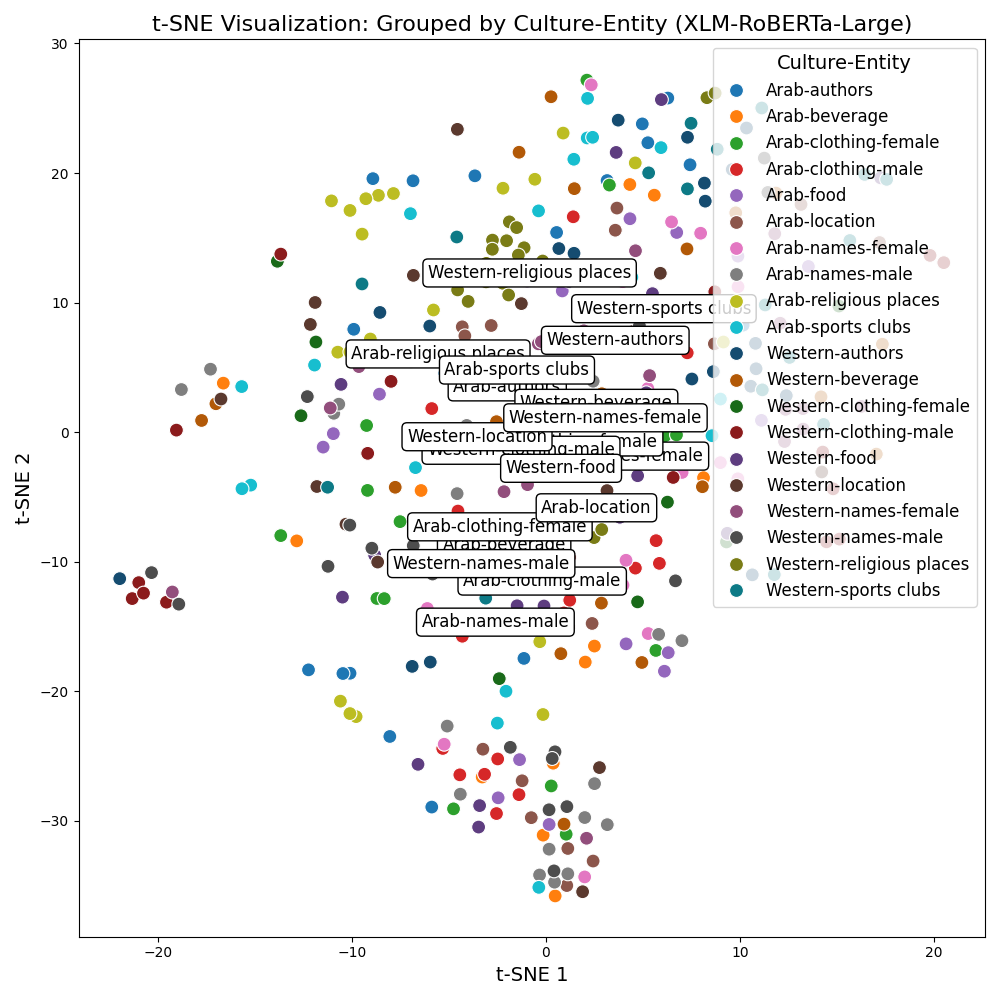 t-SNE Visualization: Grouped by Culture-Entity (XLM-RoBERTa-Large)
Culture-Entity
Arab-authors
Arab-beverage
Arab-clothing-female
Arab-clothing-male
Arab-food
Arab-location
Arab-names-female
Arab-names-male
Arab-religious places
Arab-sports clubs
Western-authors
Western-beverage
Western-clothing-female
Western-clothing-male
Western-food
Western-location
Western-names-female
Western-names-male
Western-religious places
Western-sports clubs
Western-religious places
Western-sports clubs
Western-authors
Arab-religious places
Arab-sports clubs
Arab-authors
Western-beverage
Western-names-female
Western-location
Western-food
Arab-location
Arab-clothing-female
Arab-beverage
Western-names-male
Arab-clothing-male
Arab-names-male
30
20
10
0
−10
−20
−30
t-SNE 2
−20
−10
0
10
20
t-SNE 1